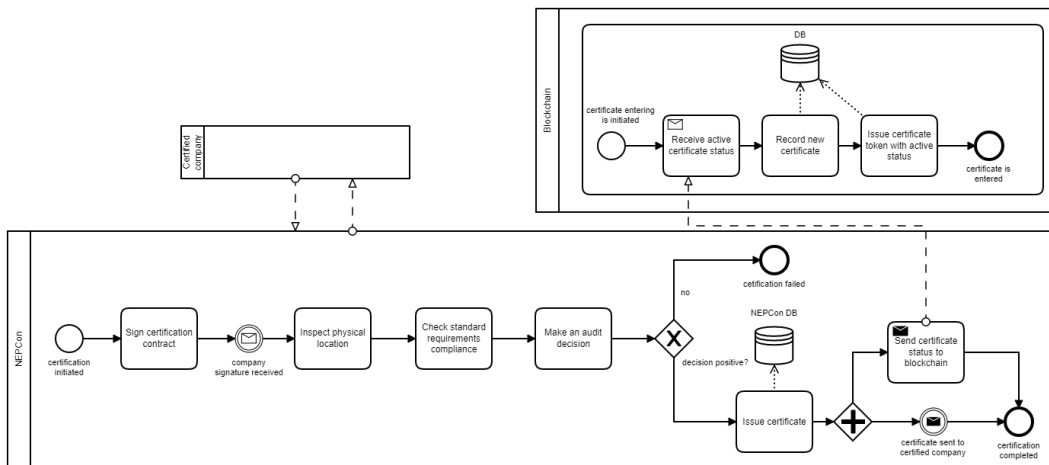 DB
certificate entering
is initiated
Blockchain
Receive active
certificate status
Record new
certificate
Issue certificate
token with active
status
certificate is
entered
Certified
company
NEPCon
certification
initiated
Sign certification
contract
company
signature received
Inspect physical
location
Check standard
requirements
compliance
Make an audit
decision
no
cetification failed
decision positive?
NEPCon DB
Issue certificate
Send certificate
status to
blockchain
certificate sent to
certified company
certification
completed